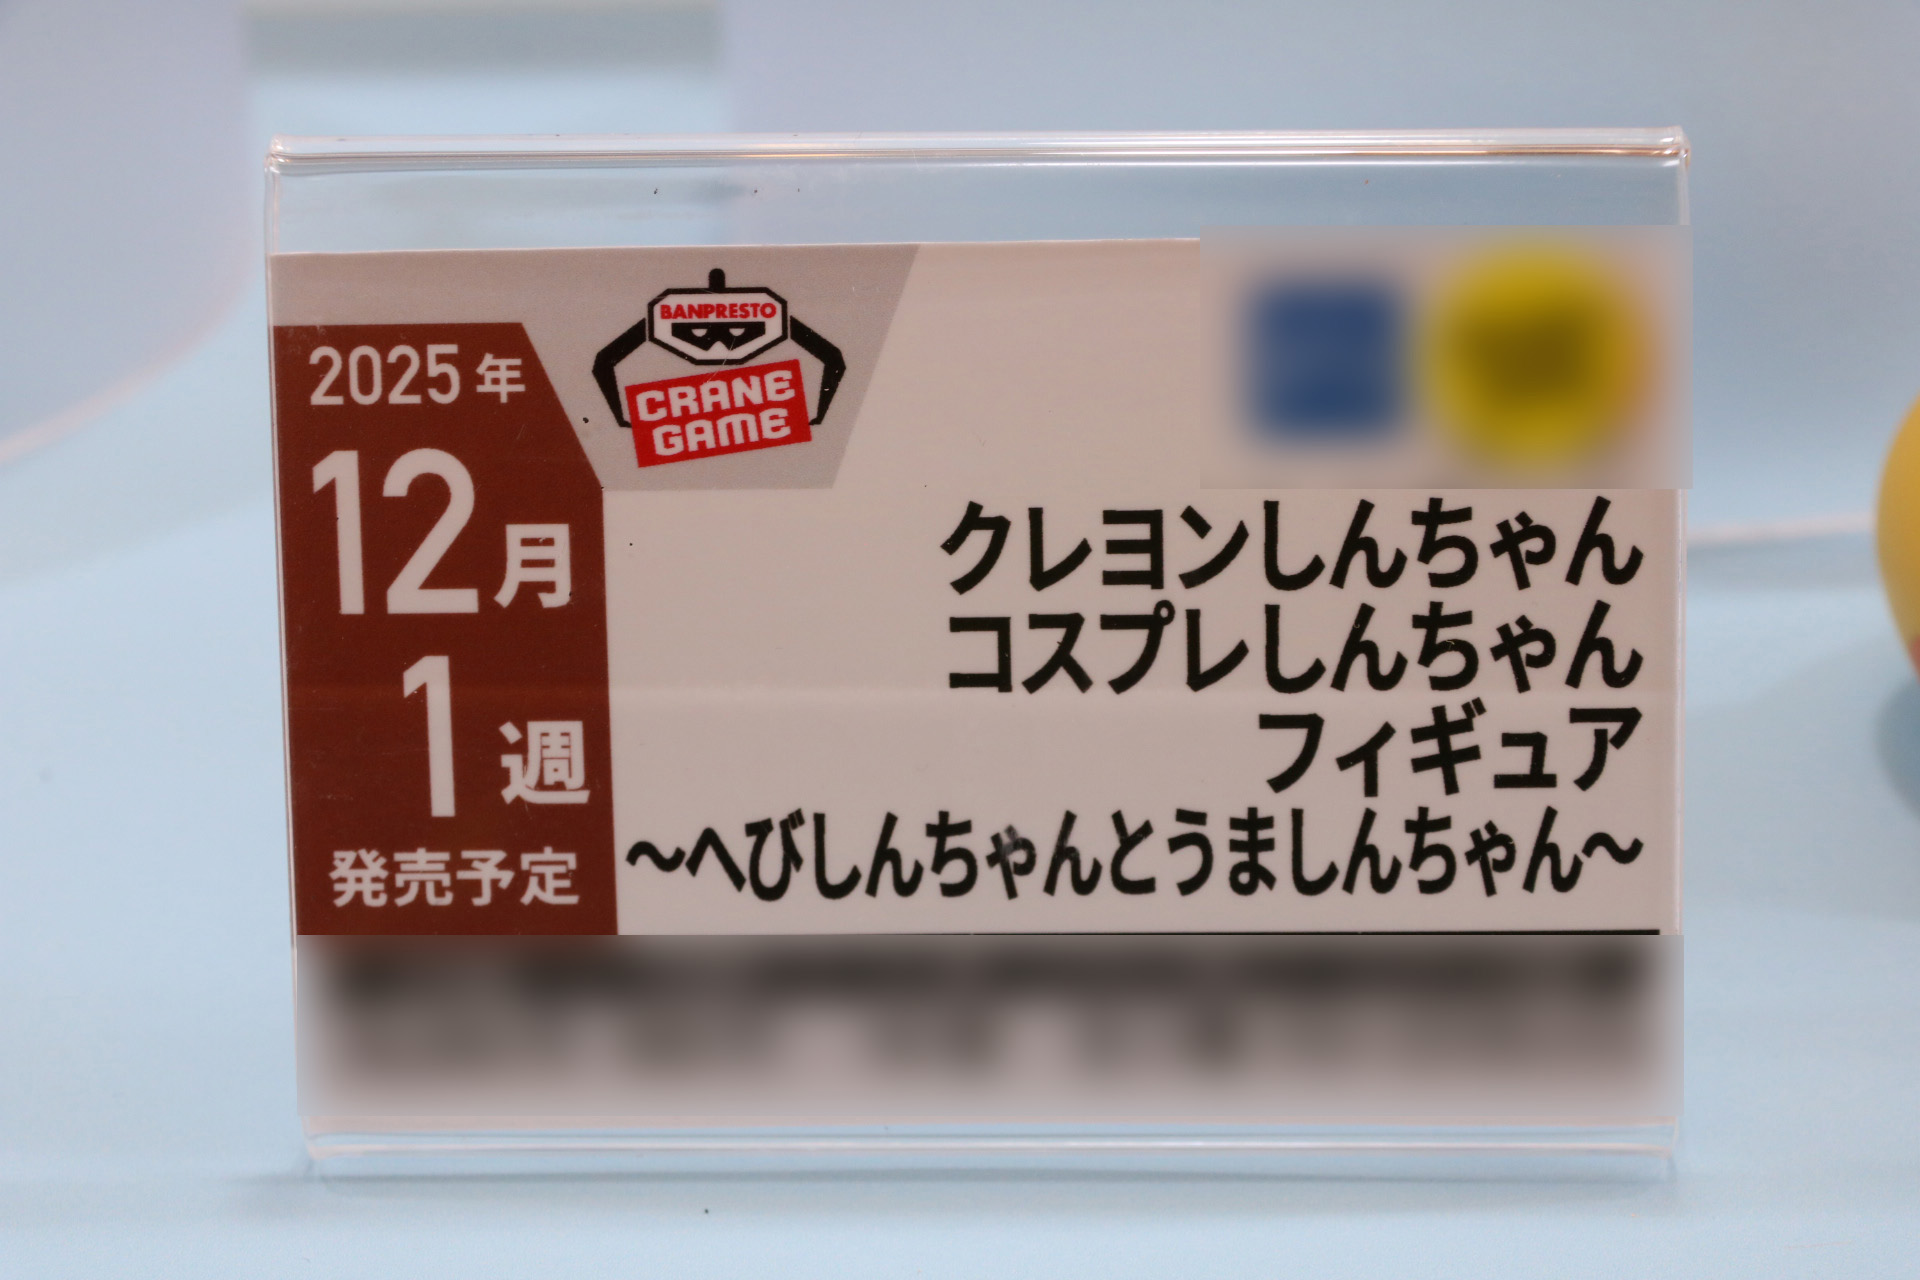 BANPRESTO
CRANE
GAME
2025年
12月
1週
発売予定
クレヨンしんちゃん
コスプレしんちゃん
フィギュア
～へびしんちゃんとうましんちゃん～